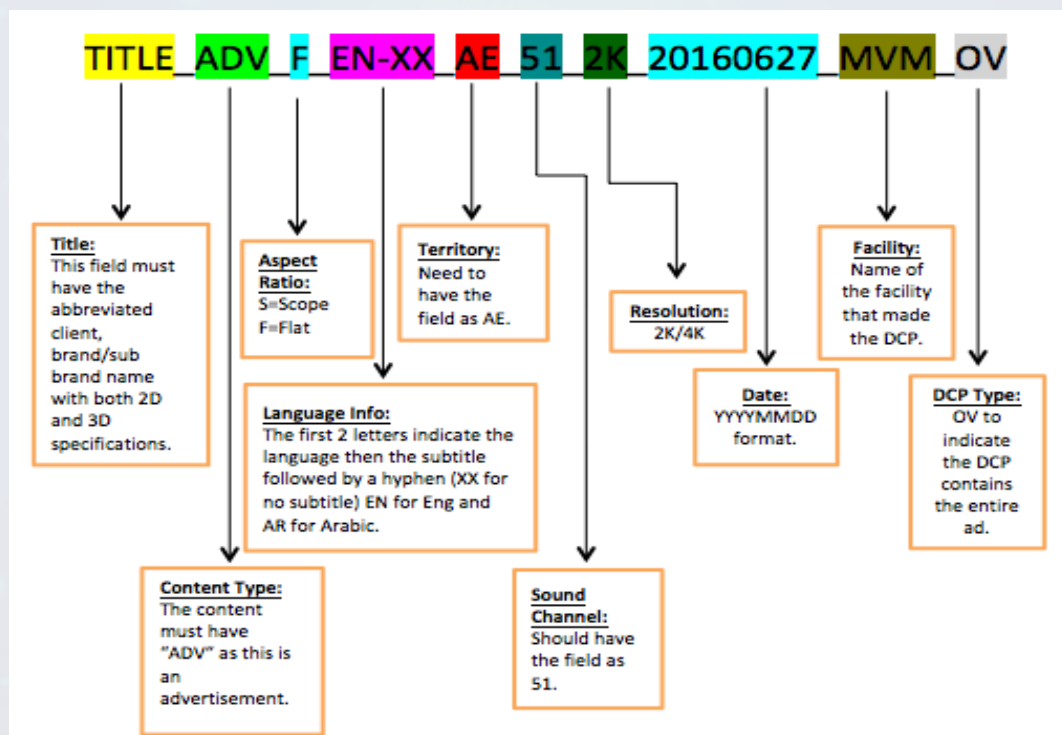 TITLE_ADV_F_EN-XX_AE_51_2K_20160627_MVM_OV
Title:
This field must
have the
abbreviated
client,
brand/sub
brand name
with both 2D
and 3D
specifications.
Aspect
Ratio:
S=Scope
F=Flat
Territory:
Need to
have the
field as AE.
Resolution:
2K/4K
Facility:
Name of
the facility
that made
the DCP.
Language Info:
The first 2 letters indicate the
language then the subtitle
followed by a hyphen (XX for
no subtitle) EN for Eng and
AR for Arabic.
Date:
YYYYMMDD
format.
DCP Type:
OV to
indicate
the DCP
contains
the entire
ad.
Content Type:
The content
must have
"ADV" as this is
an
advertisement.
Sound
Channel:
Should have
the field as
51.